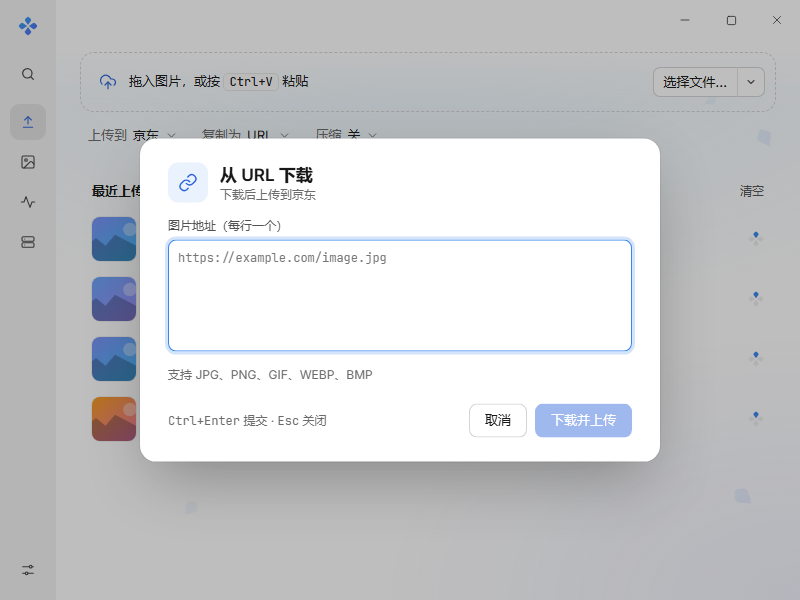 拖入图片，或按 Ctrl+V 粘贴
选择文件...
上传到 京东 复制为 URL 压缩 关
最近上传
清空
从 URL 下载
下载后上传到京东
图片地址（每行一个）
https://example.com/image.jpg
支持 JPG、PNG、GIF、WEBP、BMP
Ctrl+Enter 提交 · Esc 关闭
取消
下载并上传